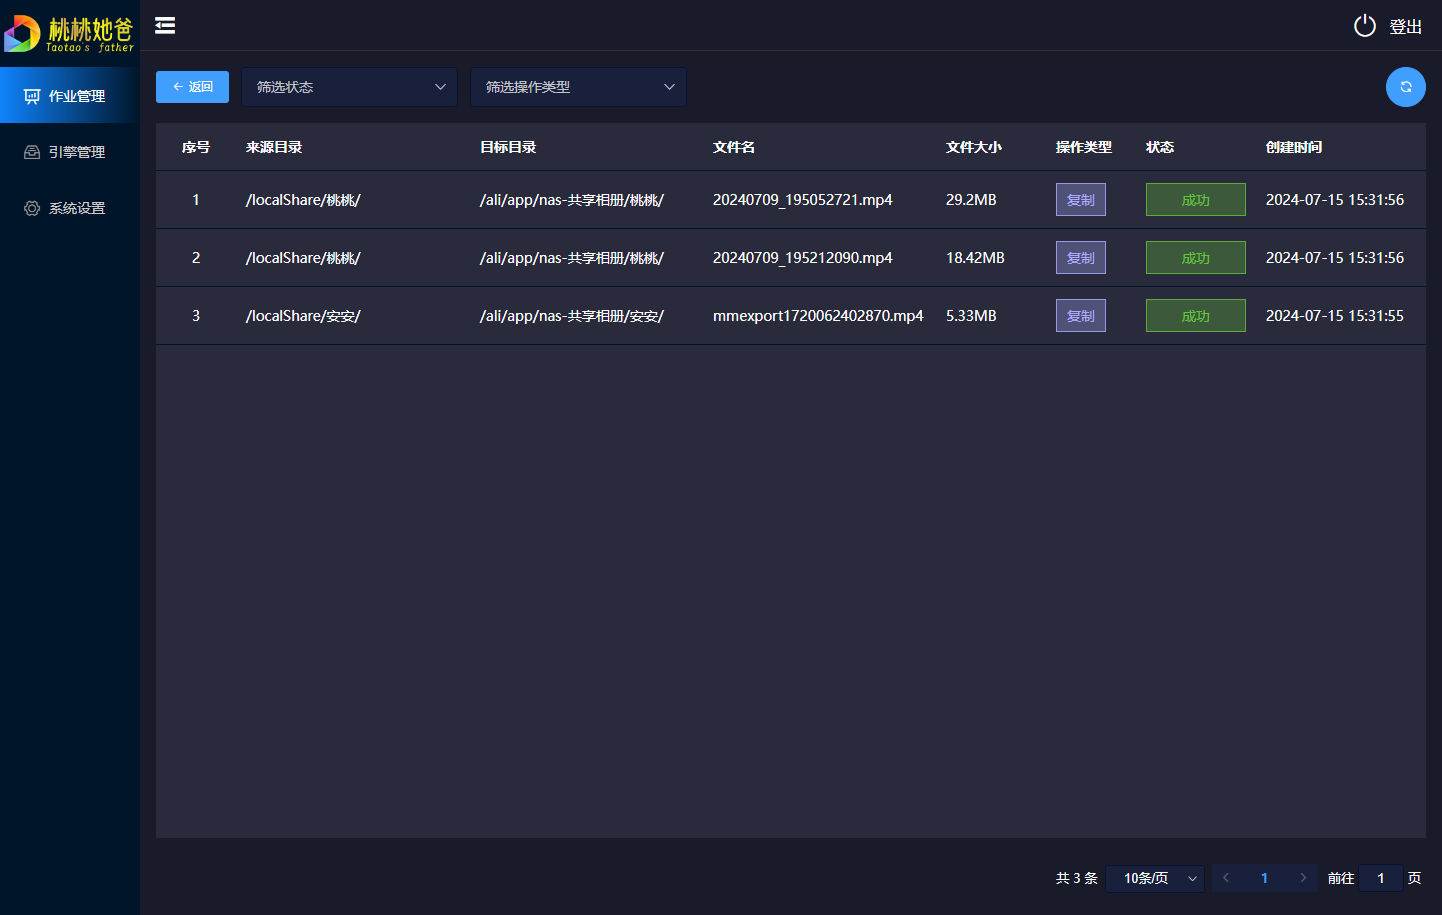 桃桃她爸
Taotao's father
登出
作业管理
引擎管理
系统设置
返回 筛选状态 筛选操作类型
序号 来源目录 目标目录 文件名 文件大小 操作类型 状态 创建时间
1 /localShare/桃桃/ /ali/app/nas-共享相册/桃桃/ 20240709_195052721.mp4 29.2MB 复制 成功 2024-07-15 15:31:56
2 /localShare/桃桃/ /ali/app/nas-共享相册/桃桃/ 20240709_195212090.mp4 18.42MB 复制 成功 2024-07-15 15:31:56
3 /localShare/安安/ /ali/app/nas-共享相册/安安/ mmexport1720062402870.mp4 5.33MB 复制 成功 2024-07-15 15:31:55
共 3 条 10条/页 1 前往 1 页